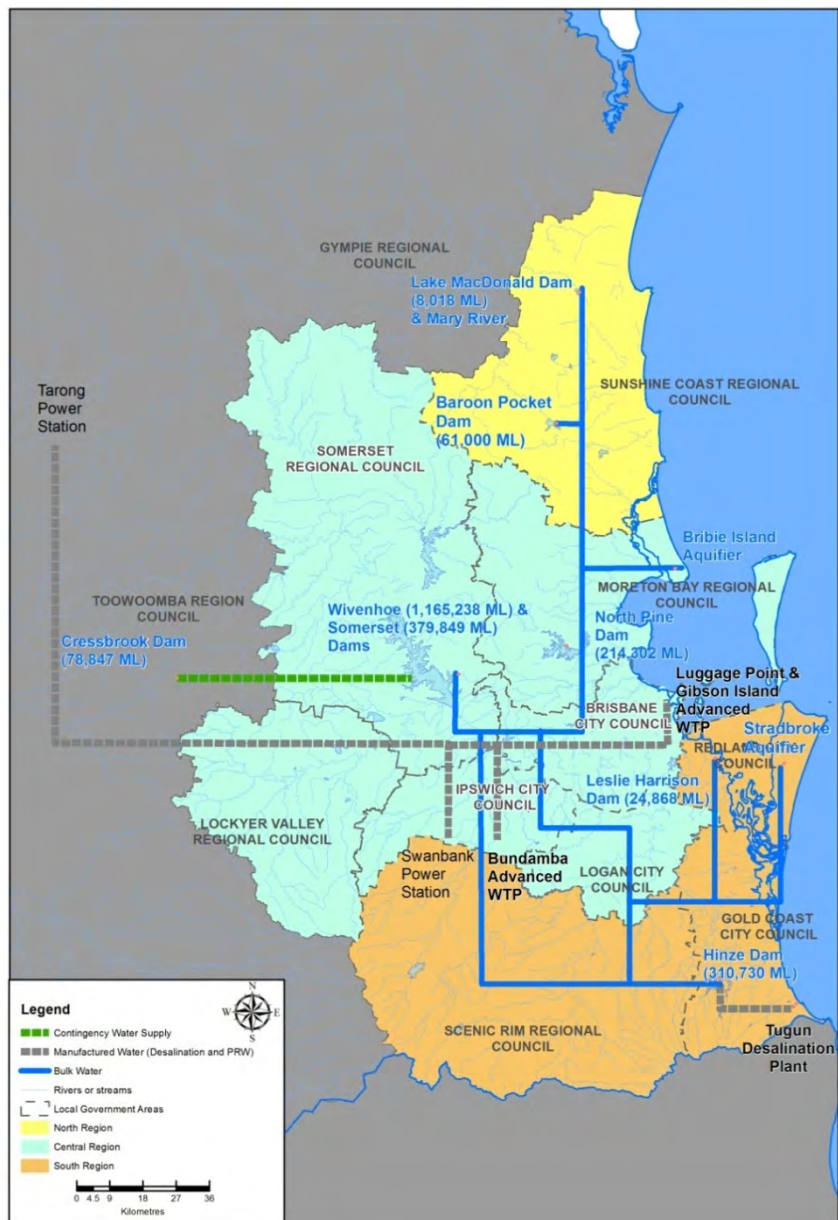 GYMPIE REGIONAL
COUNCIL
Lake MacDonald Dam
(8,018 ML)
& Mary River
Tarong
Power
Station
SUNSHINE COAST REGIONAL
COUNCIL
Baroon Pocket
Dam
(61,000 ML)
SOMERSET
REGIONAL COUNCIL
Bribie Island
Aquifier
MORETON BAY REGIONAL
COUNCIL
TOOWOOMBA REGION
COUNCIL
Wivenhoe (1,165,238 ML) &
Somerset (379,849 ML)
Dams
North Pine
Dam
(214,302 ML)
Cressbrook Dam
(78,847 ML)
Luggage Point &
Gibson Island
Advanced
WTP
BRISBANE
CITY COUNCIL
Stradbroke
Aquifier
REDLAND
COUNCIL
Leslie Harrison
Dam (24,868 ML)
IPSWICH CITY
COUNCIL
LOCKYER VALLEY
REGIONAL COUNCIL
Swanbank
Power
Station
Bundamba
Advanced
WTP
LOGAN CITY
COUNCIL
GOLD COAST
CITY COUNCIL
Hinze Dam
(310,730 ML)
SCENIC RIM REGIONAL
COUNCIL
Tugun
Desalination
Plant
Legend
N
W E
S
Contingency Water Supply
Manufactured Water (Desalination and PRW)
Bulk Water
Rivers or streams
Local Government Areas
North Region
Central Region
South Region
0 4.5 9 18 27 36
Kilometres